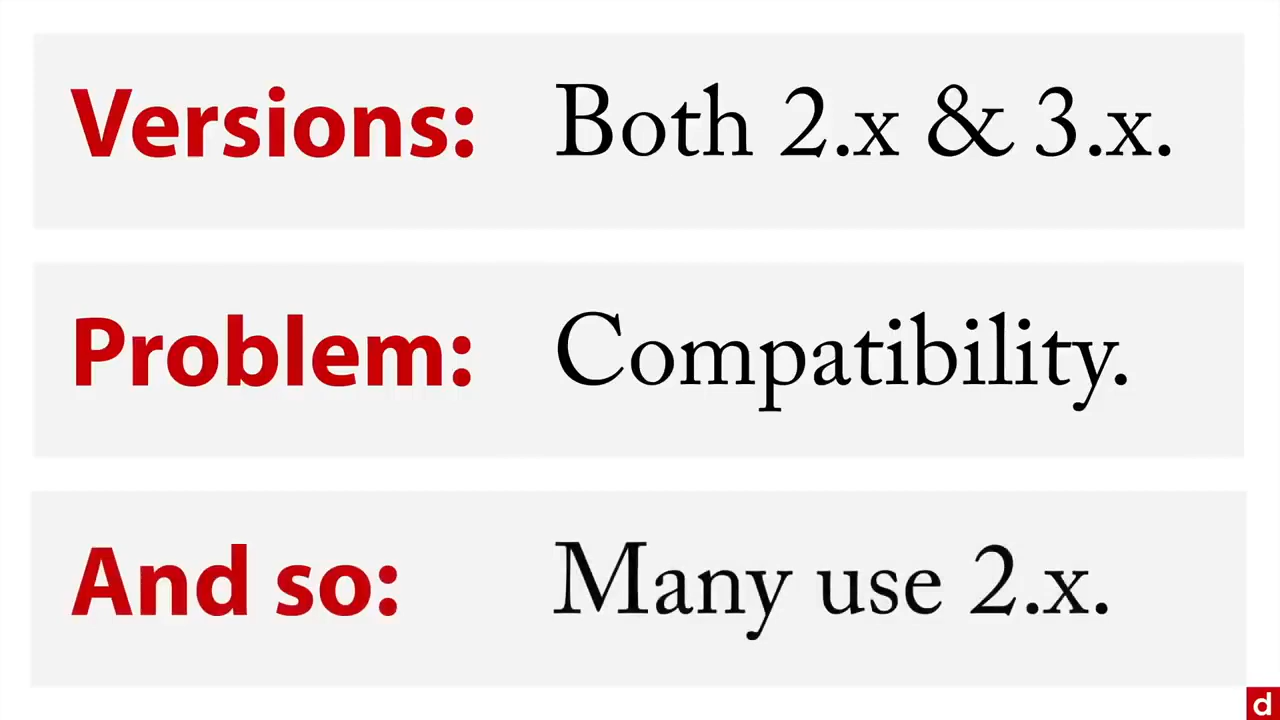 Versions: Both 2.x & 3.x.
Problem: Compatibility.
And so: Many use 2.x.
d